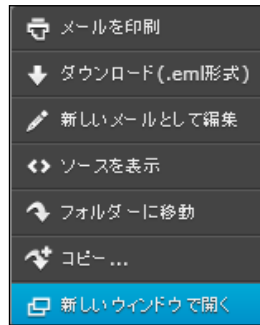 メールを印刷
ダウンロード(.eml形式)
新しいメールとして編集
ソースを表示
フォルダーに移動
コピー...
新しいウィンドウで開く